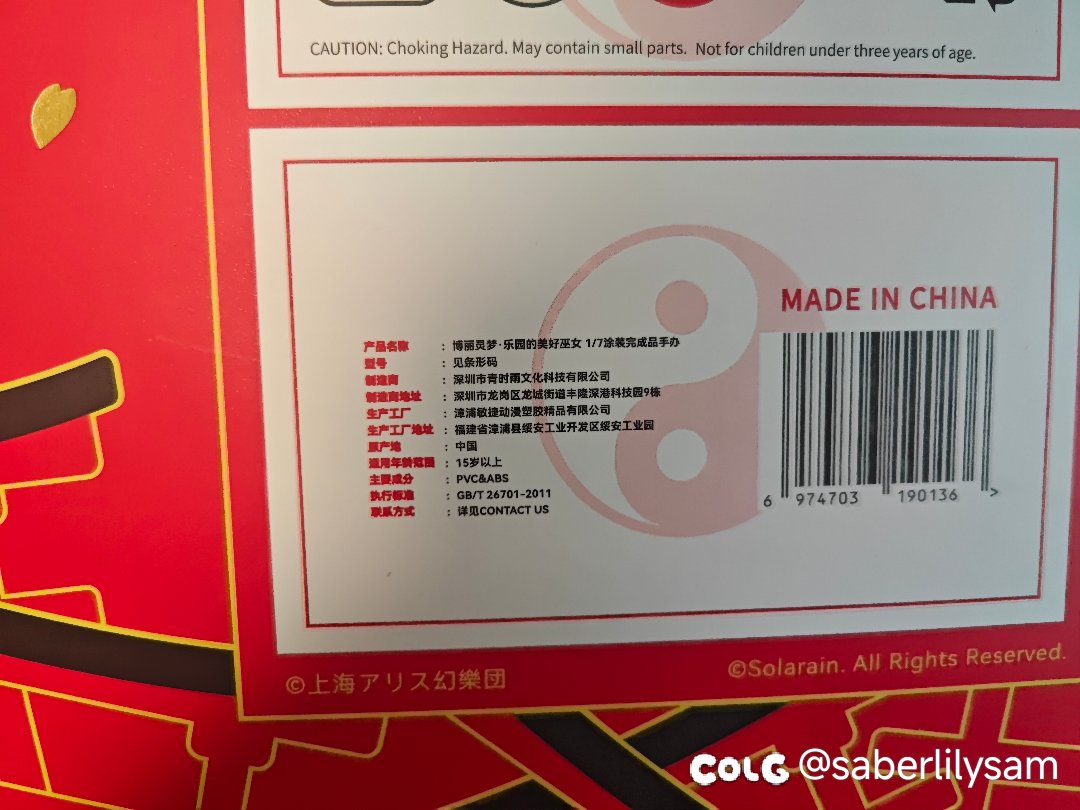 CAUTION: Choking Hazard. May contain small parts. Not for children under three years of age.
MADE IN CHINA
产品名称 : 博丽灵梦·乐园的美好巫女 1/7涂装完成品手办
型号 : 见条形码
制造商 : 深圳市青时雨文化科技有限公司
制造商地址 : 深圳市龙岗区龙城街道丰隆深港科技园9栋
生产工厂 : 漳浦敏捷动漫塑胶精品有限公司
生产工厂地址 : 福建省漳浦县绥安工业开发区绥安工业园
原产地 : 中国
适用年龄范围 : 15岁以上
主要成分 : PVC&ABS
执行标准 : GB/T 26701-2011
联系方式 : 详见CONTACT US
6 974703 190136 >
©上海アリス幻樂団
©Solarain. All Rights Reserved.
COLG @saberlilysam